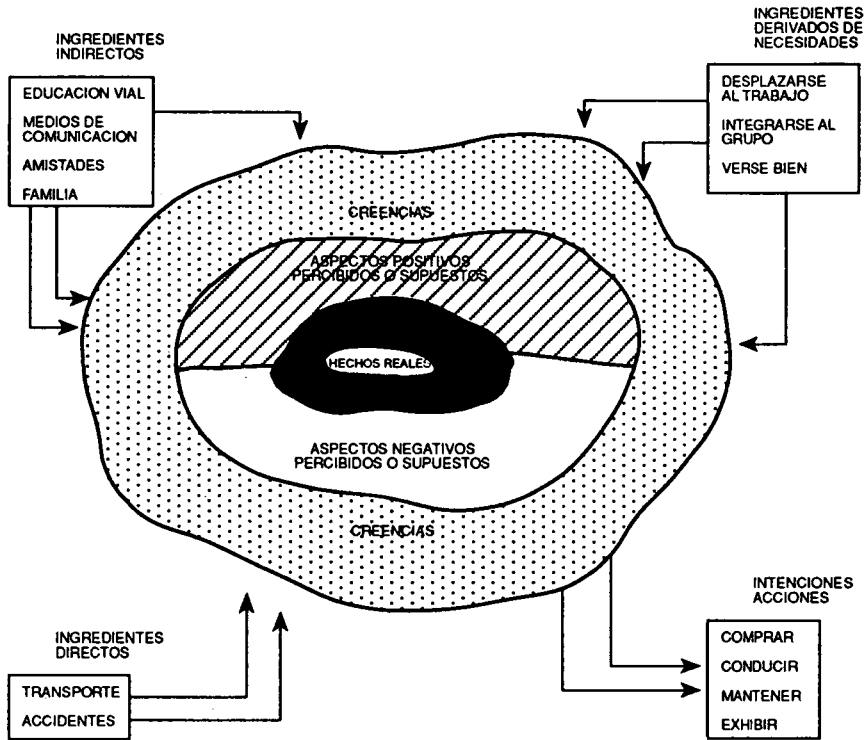 INGREDIENTES
INDIRECTOS
EDUCACION VIAL
MEDIOS DE
COMUNICACION
AMISTADES
FAMILIA
INGREDIENTES
DERIVADOS DE
NECESIDADES
DESPLAZARSE
AL TRABAJO
INTEGRARSE AL
GRUPO
VERSE BIEN
CREENCIAS
ASPECTOS POSITIVOS
PERCIBIDOS O SUPUESTOS
HECHOS REALES
ASPECTOS NEGATIVOS
PERCIBIDOS O SUPUESTOS
CREENCIAS
INGREDIENTES
DIRECTOS
TRANSPORTE
ACCIDENTES
INTENCIONES
ACCIONES
COMPRAR
CONDUCIR
MANTENER
EXHIBIR